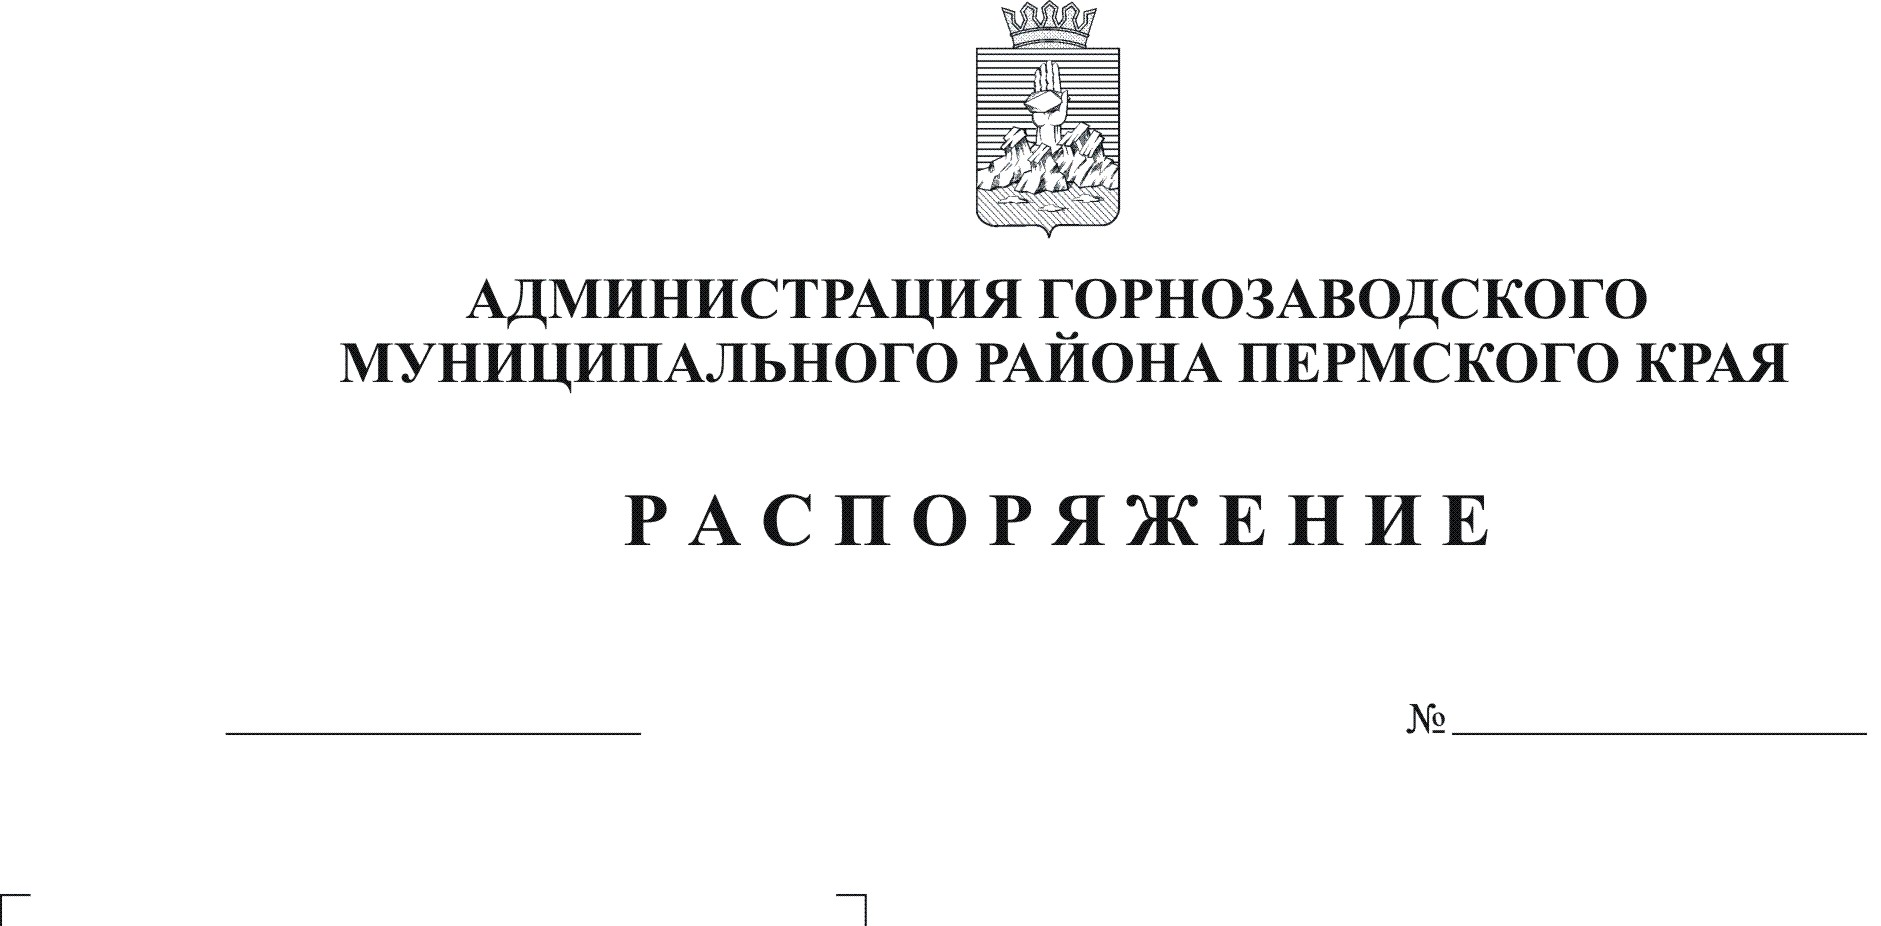 АДМИНИСТРАЦИЯ ГОРНОЗАВОДСКОГО
МУНИЦИПАЛЬНОГО РАЙОНА ПЕРМСКОГО КРАЯ
Р А С П О Р Я Ж Е Н И Е
№